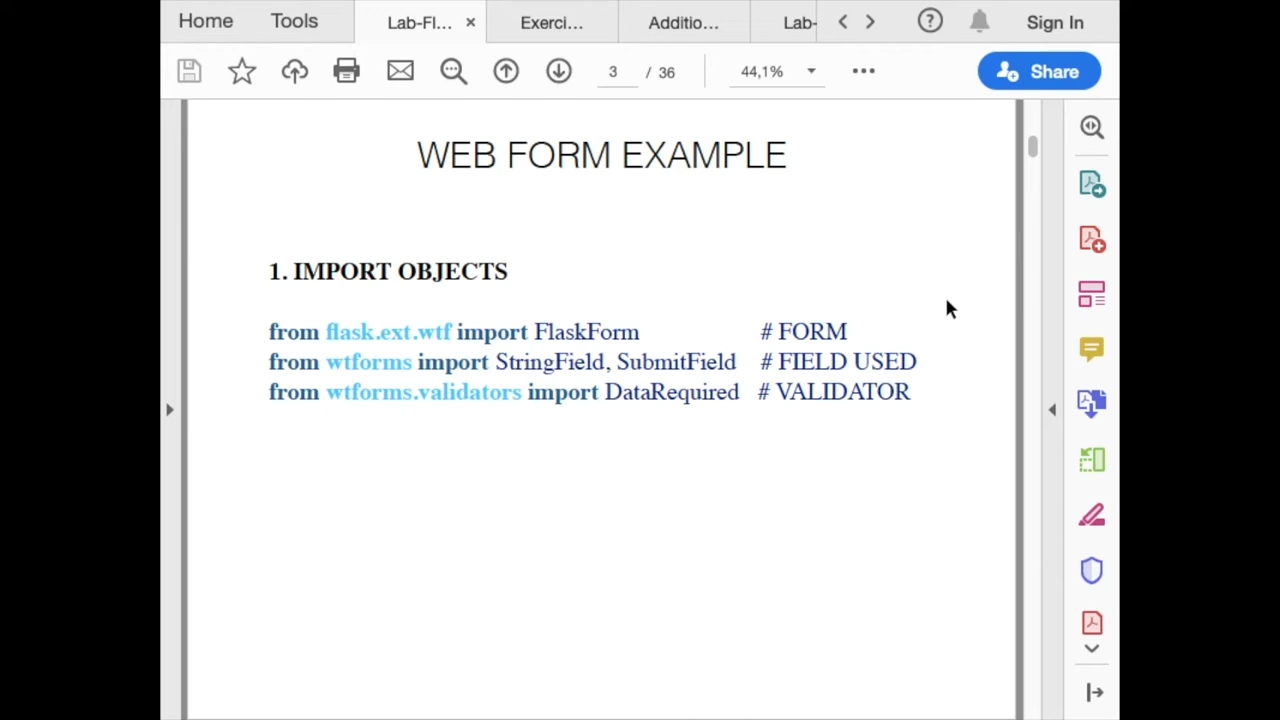 Home Tools Lab-Fl... × Exercis... Additio... Lab- Sign In
3 / 36 44,1% Share
WEB FORM EXAMPLE
1. IMPORT OBJECTS
from flask.ext.wtf import FlaskForm # FORM
from wtforms import StringField, SubmitField # FIELD USED
from wtforms.validators import DataRequired # VALIDATOR